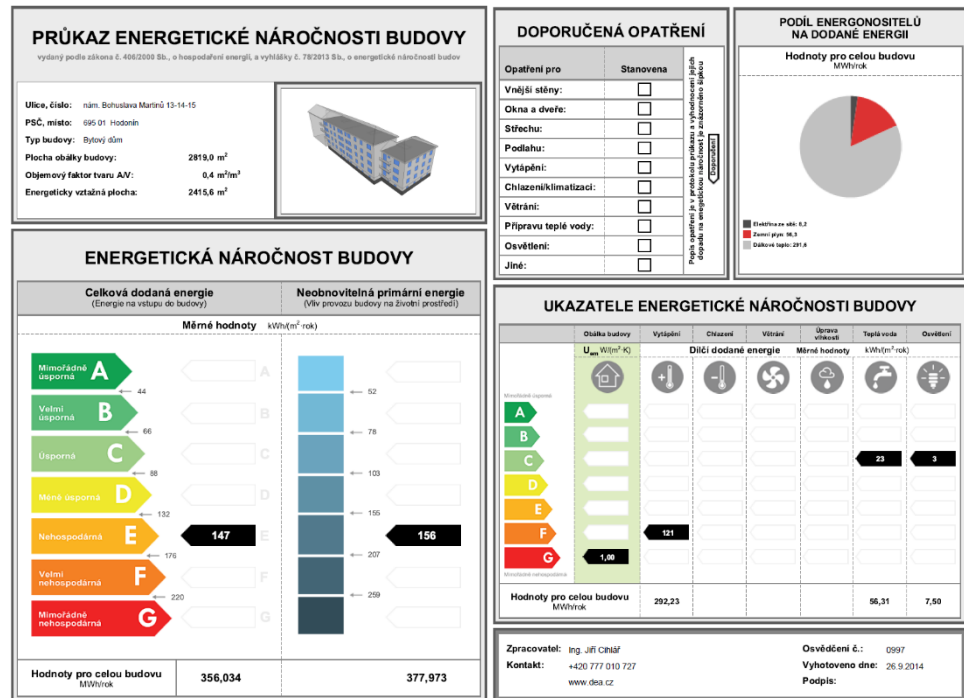 PRŮKAZ ENERGETICKÉ NÁROČNOSTI BUDOVY
vydaný podle zákona č. 406/2000 Sb., o hospodaření energií, a vyhlášky č. 78/2013 Sb., o energetické náročnosti budov
Ulice, číslo: nám. Bohuslava Martinů 13-14-15
PSČ, místo: 695 01 Hodonín
Typ budovy: Bytový dům
Plocha obálky budovy: 2819,0 m²
Objemový faktor tvaru A/V: 0,4 m²/m³
Energeticky vztažná plocha: 2415,6 m²
ENERGETICKÁ NÁROČNOST BUDOVY
Celková dodaná energie
(Energie na vstupu do budovy)
Neobnovitelná primární energie
(Vliv provozu budovy na životní prostředí)
Měrné hodnoty kWh/(m²·rok)
Mimořádně úsporná A A
44 52
Velmi úsporná B B
66 78
Úsporná C C
88 103
Méně úsporná D D
132 155
Nehospodárná E 147 E 156
176 207
Velmi nehospodárná F F
220 259
Mimořádně nehospodárná G G
Hodnoty pro celou budovu
MWh/rok
356,034 377,973
DOPORUČENÁ OPATŘENÍ
Opatření pro Stanovena
Vnější stěny:
Okna a dveře:
Střechu:
Podlahu:
Vytápění:
Chlazení/klimatizaci:
Větrání:
Přípravu teplé vody:
Osvětlení:
Jiné:
Popis opatření je v protokolu průkazu a vyhodnocení jejich
dopadu na energetickou náročnost je znázorněno šipkou
Doporučení
PODÍL ENERGONOSITELŮ
NA DODANÉ ENERGII
Hodnoty pro celou budovu
MWh/rok
Elektřina ze sítě: 8,2
Zemní plyn: 56,3
Dálkové teplo: 291,6
UKAZATELE ENERGETICKÉ NÁROČNOSTI BUDOVY
Obálka budovy Vytápění Chlazení Větrání Úprava vlhkosti Teplá voda Osvětlení
Uem W/(m²·K) Dílčí dodané energie Měrné hodnoty kWh/(m²·rok)
Mimořádně úsporná
A
B
C 23 3
D
E
F 121
G 1,00
Mimořádně nehospodárná
Hodnoty pro celou budovu
MWh/rok
292,23 56,31 7,50
Zpracovatel: Ing. Jiří Cihlář
Kontakt: +420 777 010 727
www.dea.cz
Osvědčení č.: 0997
Vyhotoveno dne: 26.9.2014
Podpis: